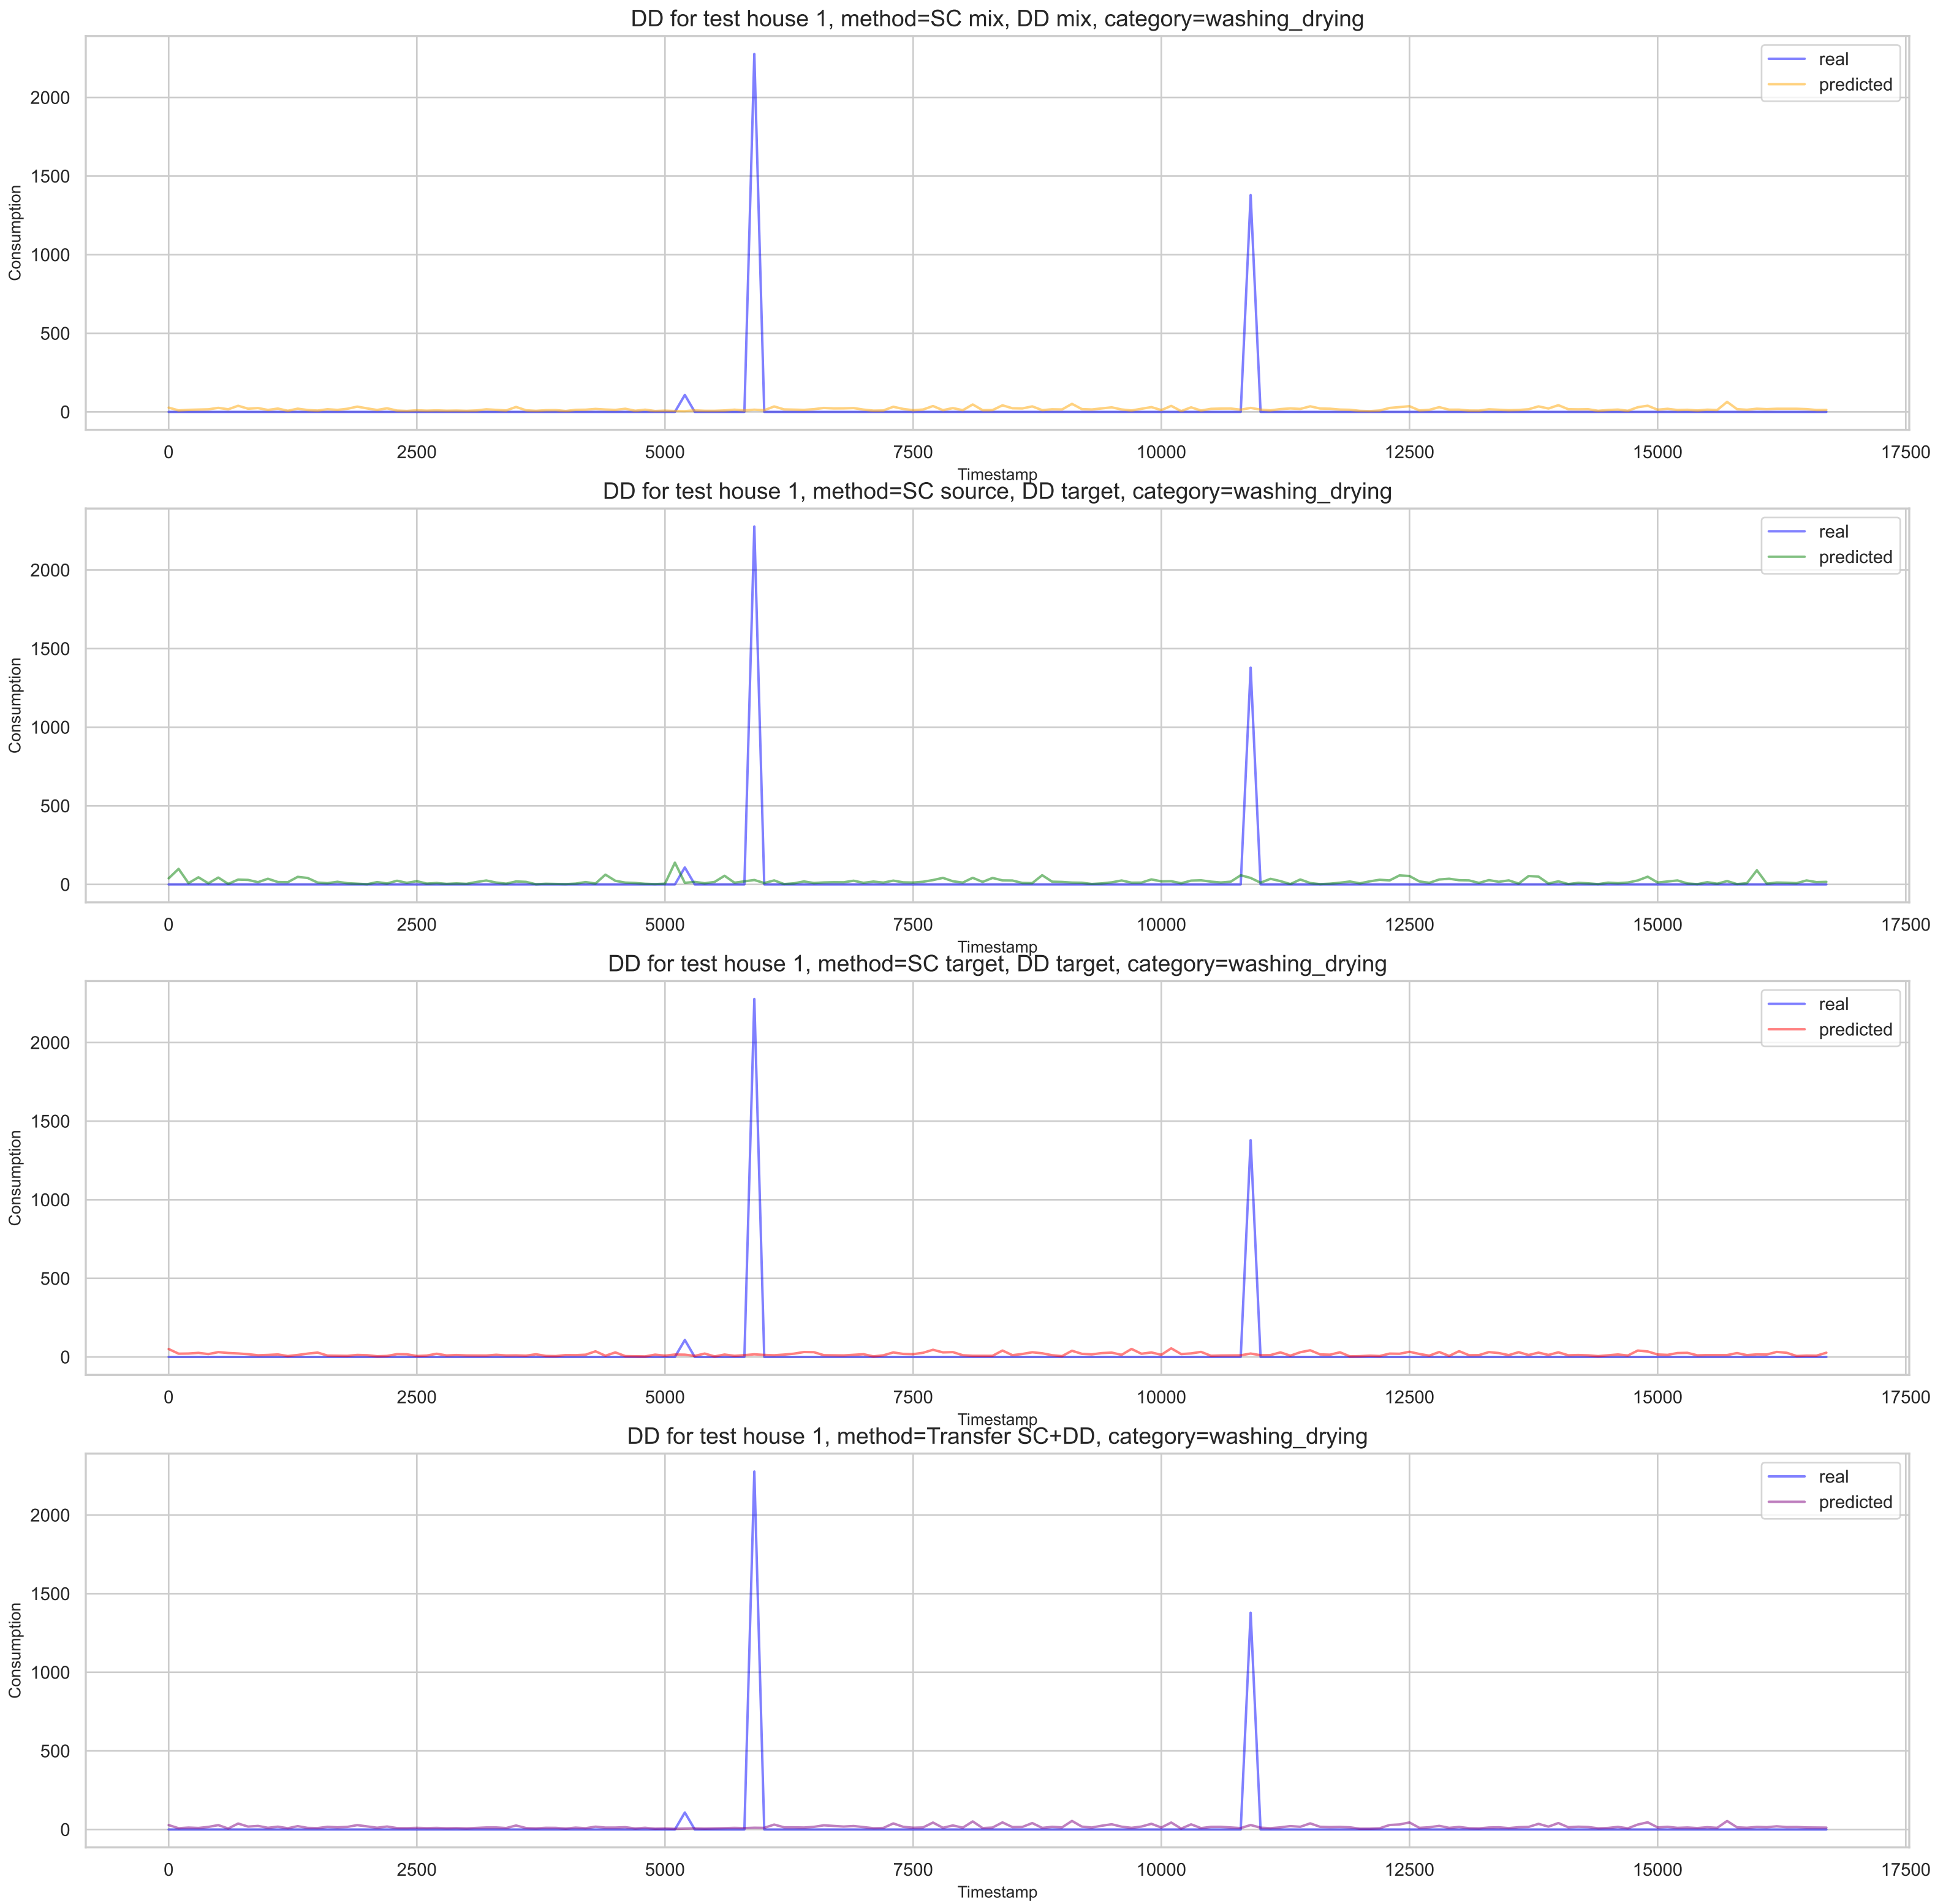 DD for test house 1, method=SC mix, DD mix, category=washing_drying
real
predicted
2000
1500
1000
500
0
Consumption
0 2500 5000 7500 10000 12500 15000 17500
Timestamp
DD for test house 1, method=SC source, DD target, category=washing_drying
real
predicted
2000
1500
1000
500
0
Consumption
0 2500 5000 7500 10000 12500 15000 17500
Timestamp
DD for test house 1, method=SC target, DD target, category=washing_drying
real
predicted
2000
1500
1000
500
0
Consumption
0 2500 5000 7500 10000 12500 15000 17500
Timestamp
DD for test house 1, method=Transfer SC+DD, category=washing_drying
real
predicted
2000
1500
1000
500
0
Consumption
0 2500 5000 7500 10000 12500 15000 17500
Timestamp